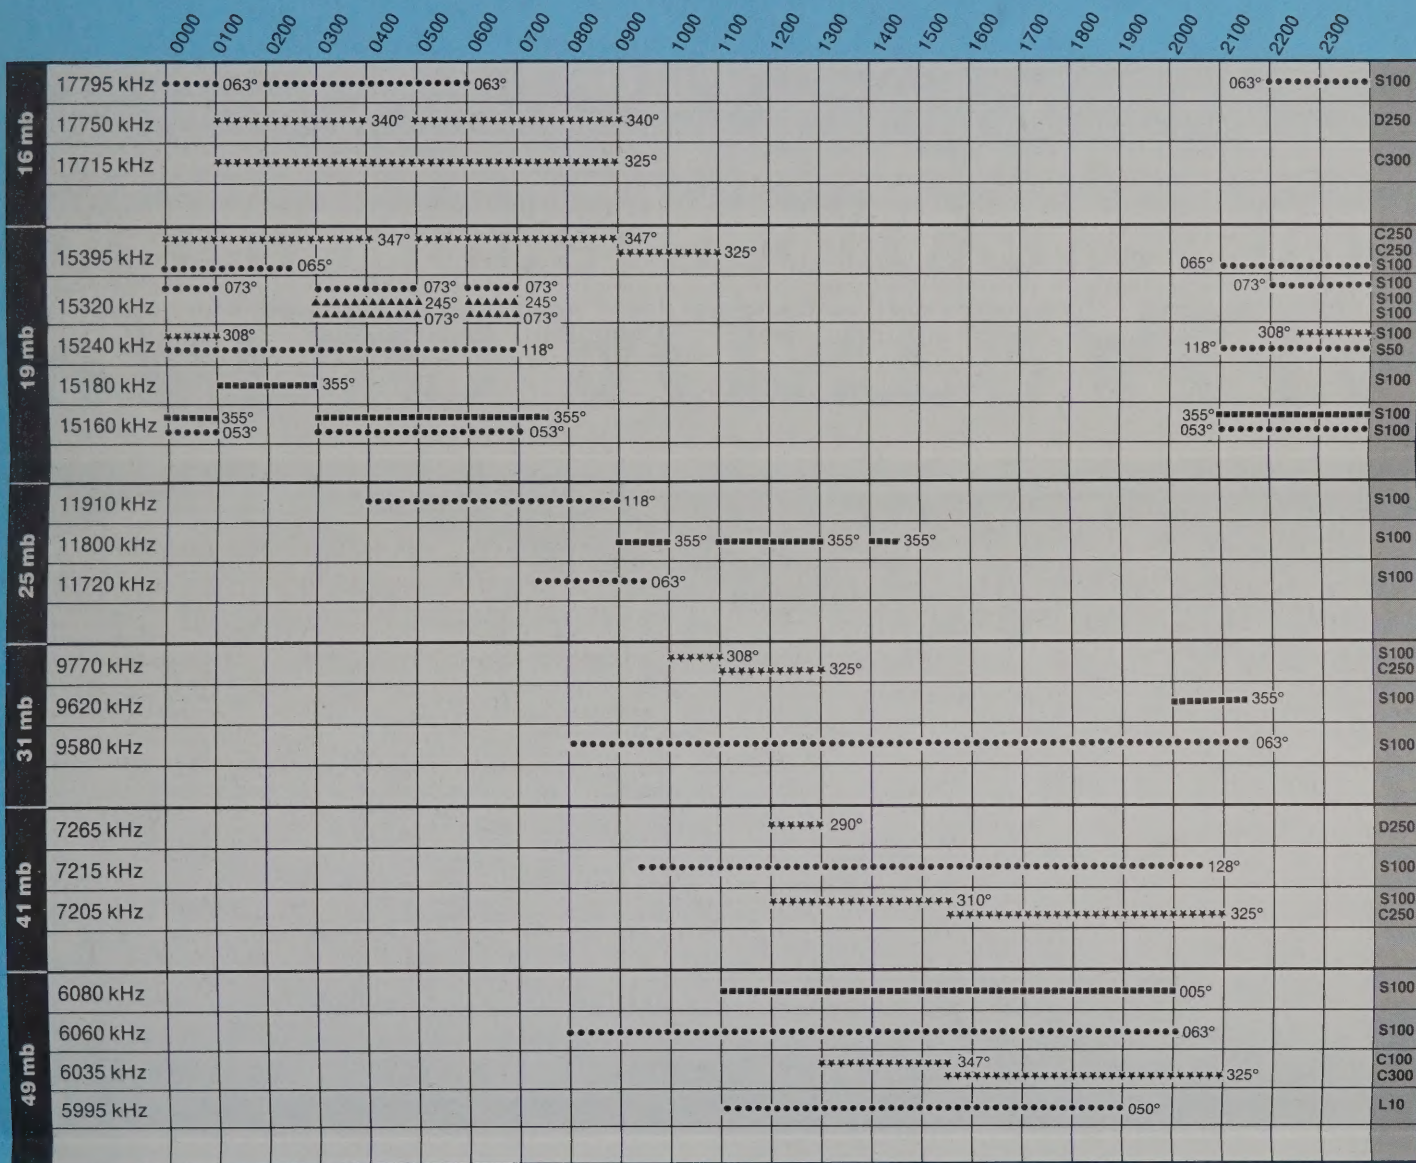 0000 0100 0200 0300 0400 0500 0600 0700 0800 0900 1000 1100 1200 1300 1400 1500 1600 1700 1800 1900 2000 2100 2200 2300
16 mb
17795 kHz 063° 063° 063° S100
17750 kHz 340° 340° D250
17715 kHz 325° C300
19 mb
15395 kHz 347° 347° C250
325° C250
065° 065° S100
15320 kHz 073° 073° 073° 073° S100
245° 245° S100
073° 073° S100
15240 kHz 308° 308° S100
118° 118° S50
15180 kHz 355° S100
15160 kHz 355° 355° 355° S100
053° 053° 053° S100
25 mb
11910 kHz 118° S100
11800 kHz 355° 355° 355° S100
11720 kHz 063° S100
31 mb
9770 kHz 308° S100
325° C250
9620 kHz 355° S100
9580 kHz 063° S100
41 mb
7265 kHz 290° D250
7215 kHz 128° S100
7205 kHz 310° S100
325° C250
49 mb
6080 kHz 005° S100
6060 kHz 063° S100
6035 kHz 347° C100
325° C300
5995 kHz 050° L10